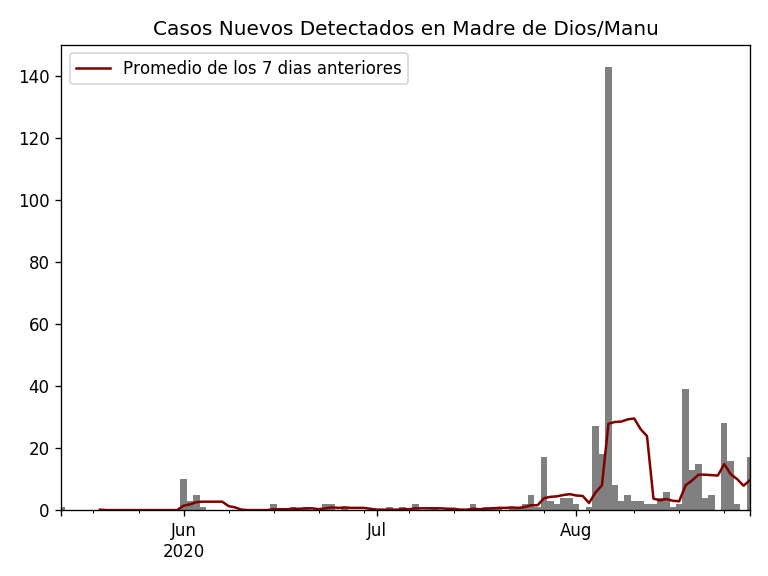 Casos Nuevos Detectados en Madre de Dios/Manu
Promedio de los 7 dias anteriores
140
120
100
80
60
40
20
0
Jun
2020
Jul
Aug